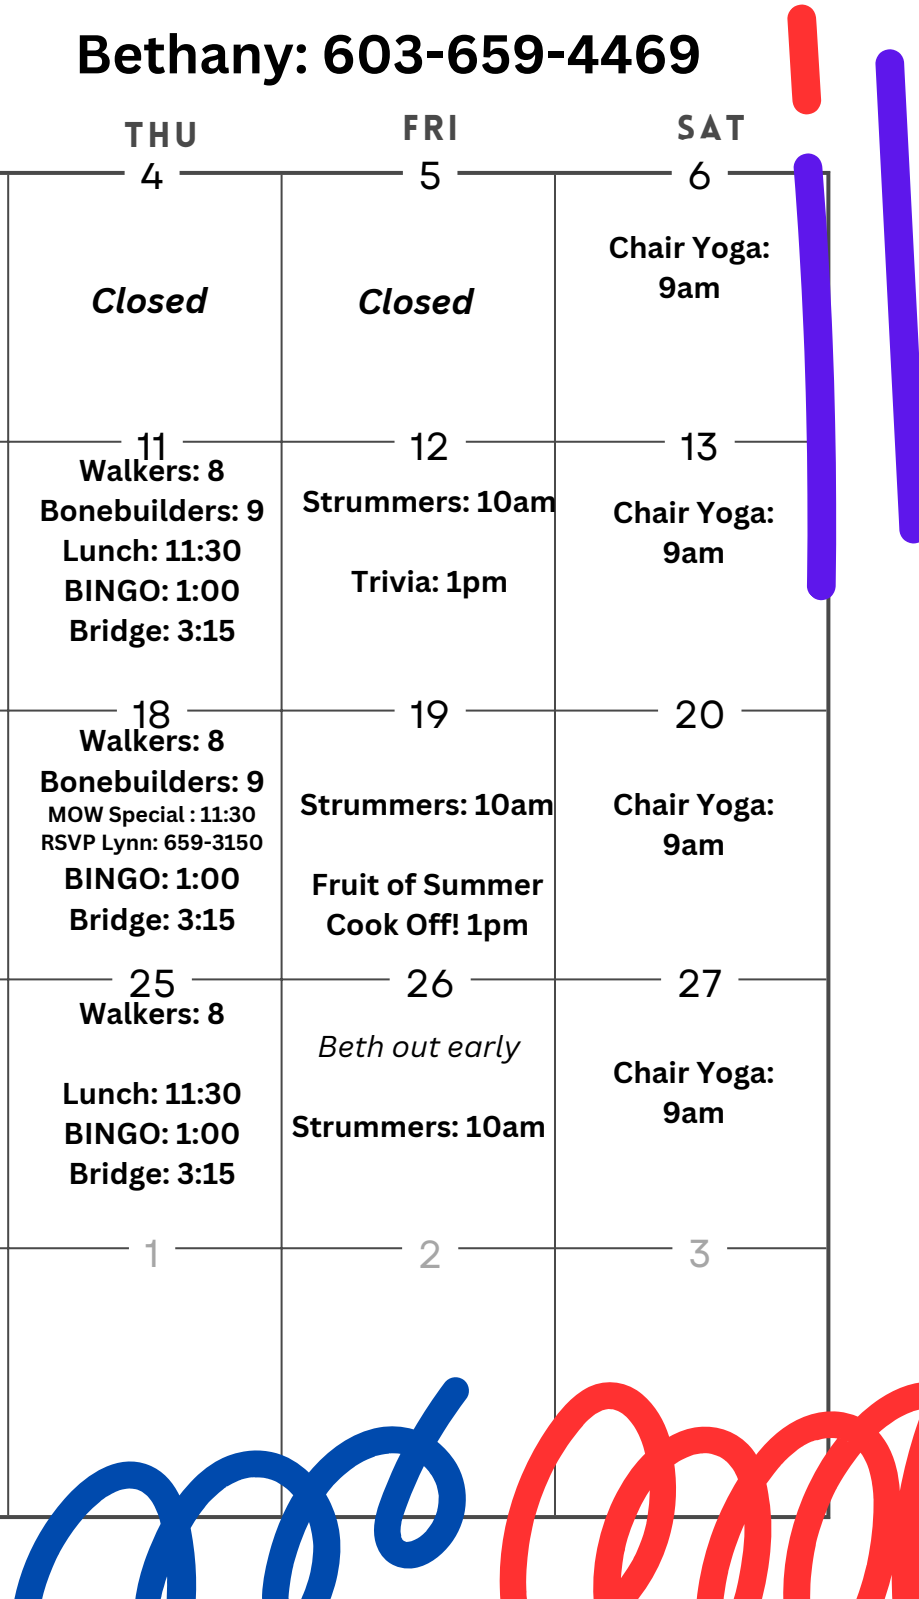 Bethany: 603-659-4469
THU FRI SAT
4 5 6
Closed
Closed
Chair Yoga:
9am
11
Walkers: 8
Bonebuilders: 9
Lunch: 11:30
BINGO: 1:00
Bridge: 3:15
12
Strummers: 10am
Trivia: 1pm
13
Chair Yoga:
9am
18
Walkers: 8
Bonebuilders: 9
MOW Special : 11:30
RSVP Lynn: 659-3150
BINGO: 1:00
Bridge: 3:15
19
Strummers: 10am
Fruit of Summer
Cook Off! 1pm
20
Chair Yoga:
9am
25
Walkers: 8
Lunch: 11:30
BINGO: 1:00
Bridge: 3:15
26
Beth out early
Strummers: 10am
27
Chair Yoga:
9am
1 2 3